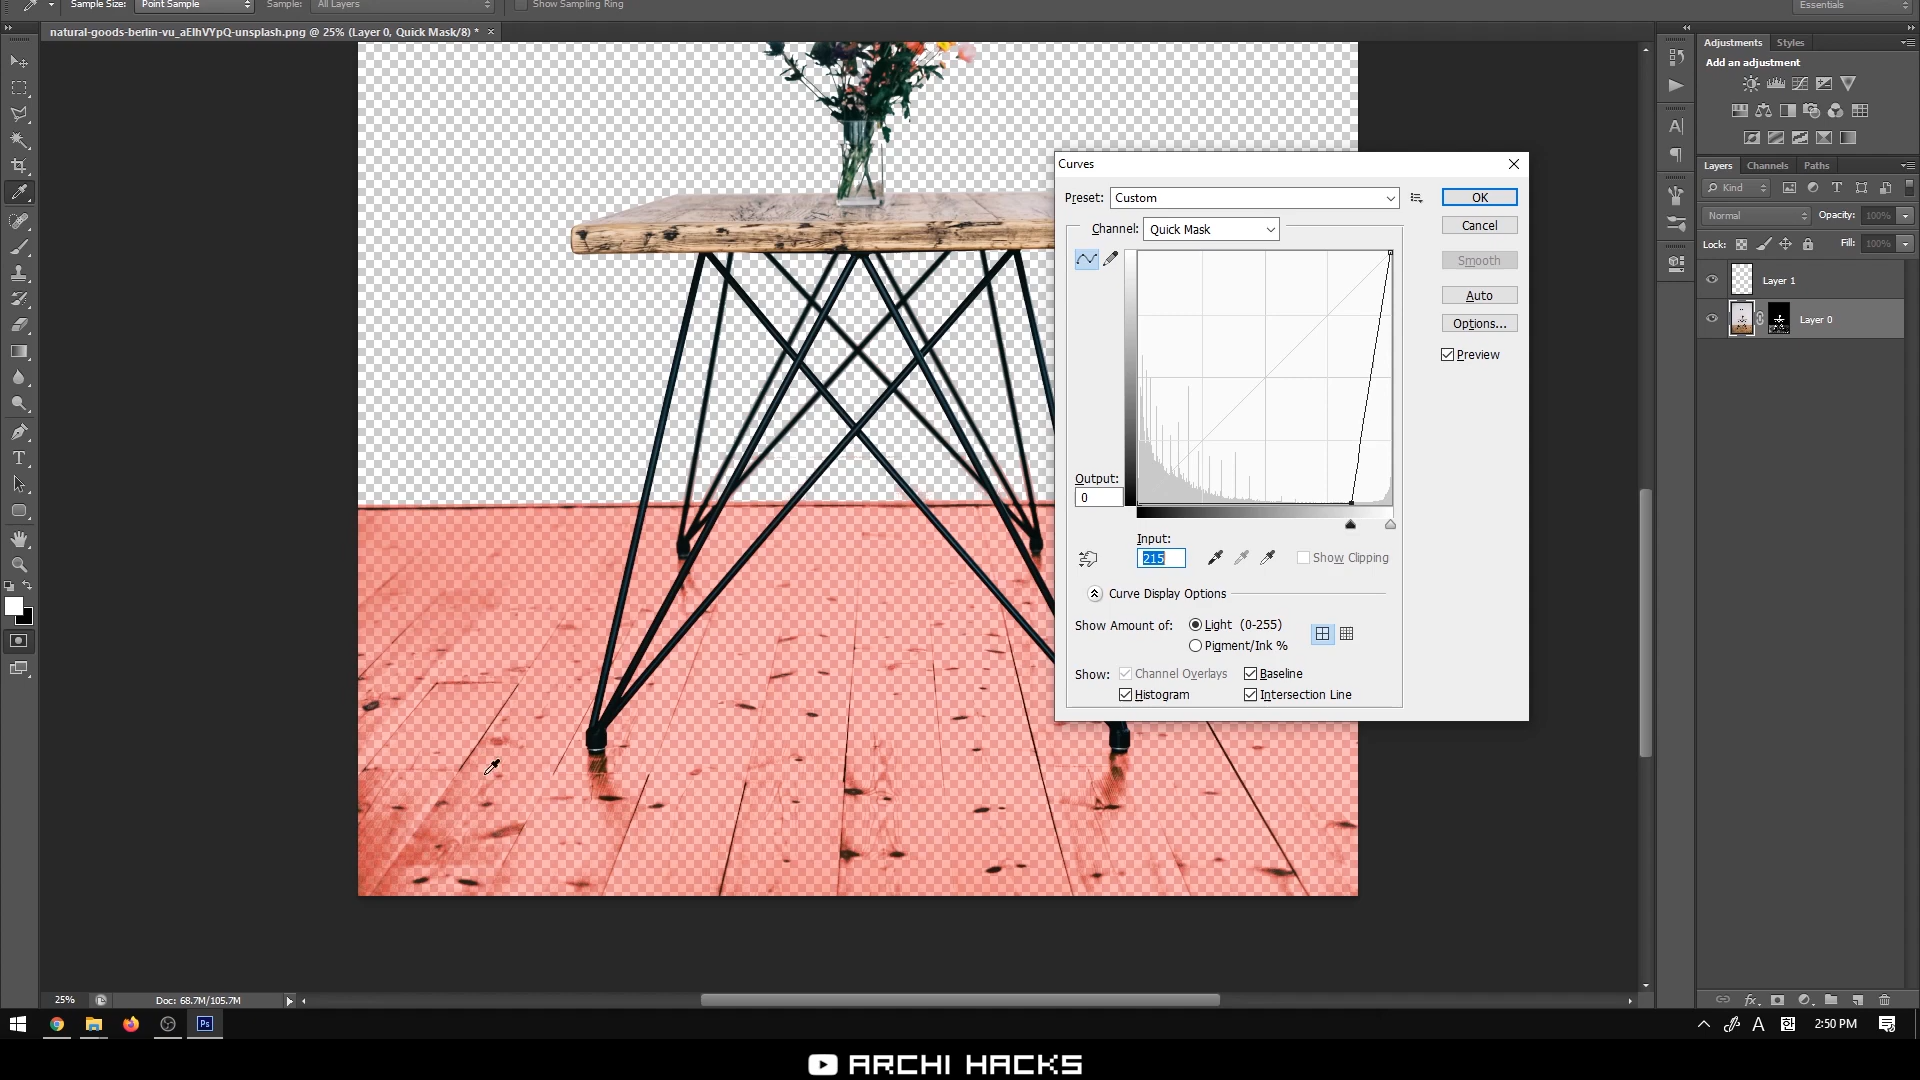 Sample Size: Point Sample Sample: All Layers Show Sampling Ring Essentials
natural-goods-berlin-vu_aEIhVYpQ-unsplash.png @ 25% (Layer 0, Quick Mask/8) * ×
Adjustments Styles
Add an adjustment
Layers Channels Paths
Kind
Normal Opacity: 100%
Lock: Fill: 100%
Layer 1
Layer 0
Curves
Preset: Custom
OK
Channel: Quick Mask
Cancel
Smooth
Auto
Options...
Preview
Output:
0
Input:
215
Show Clipping
Curve Display Options
Show Amount of: Light (0-255)
Pigment/Ink %
Show: Channel Overlays Baseline
Histogram Intersection Line
25% Doc: 68.7M/105.7M
Ps A 2:50 PM
ARCHI HACKS